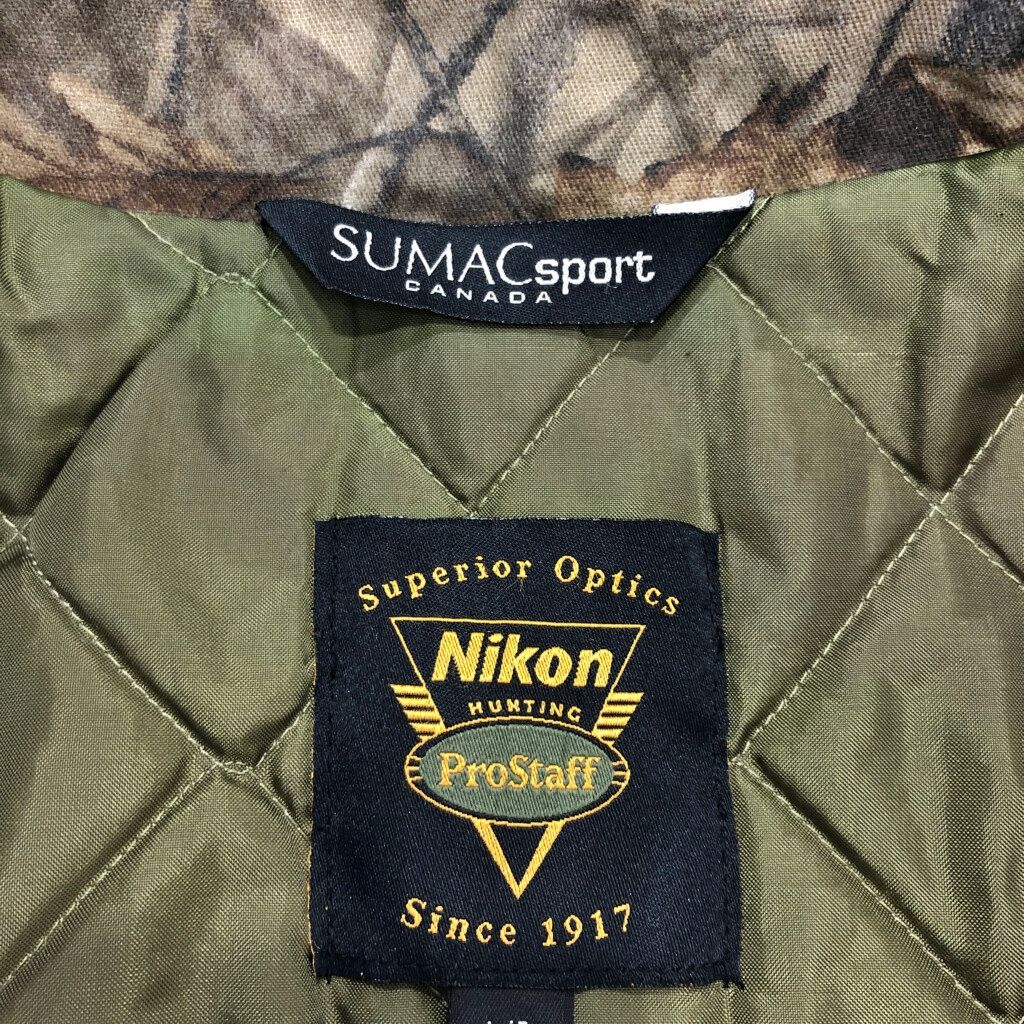 SUMACsport
CANADA
Superior Optics
Nikon
HUNTING
ProStaff
Since 1917